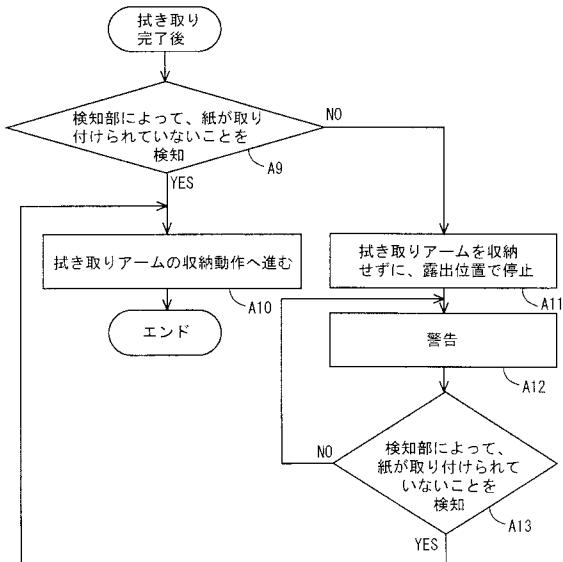 拭き取り
完了後
検知部によって、紙が取り
付けられていないことを
検知
NO
A9
YES
拭き取りアームの収納動作へ進む
A10
エンド
拭き取りアームを収納
せずに、露出位置で停止
A11
警告
A12
NO
検知部によって、
紙が取り付けられて
いないことを
検知
A13
YES